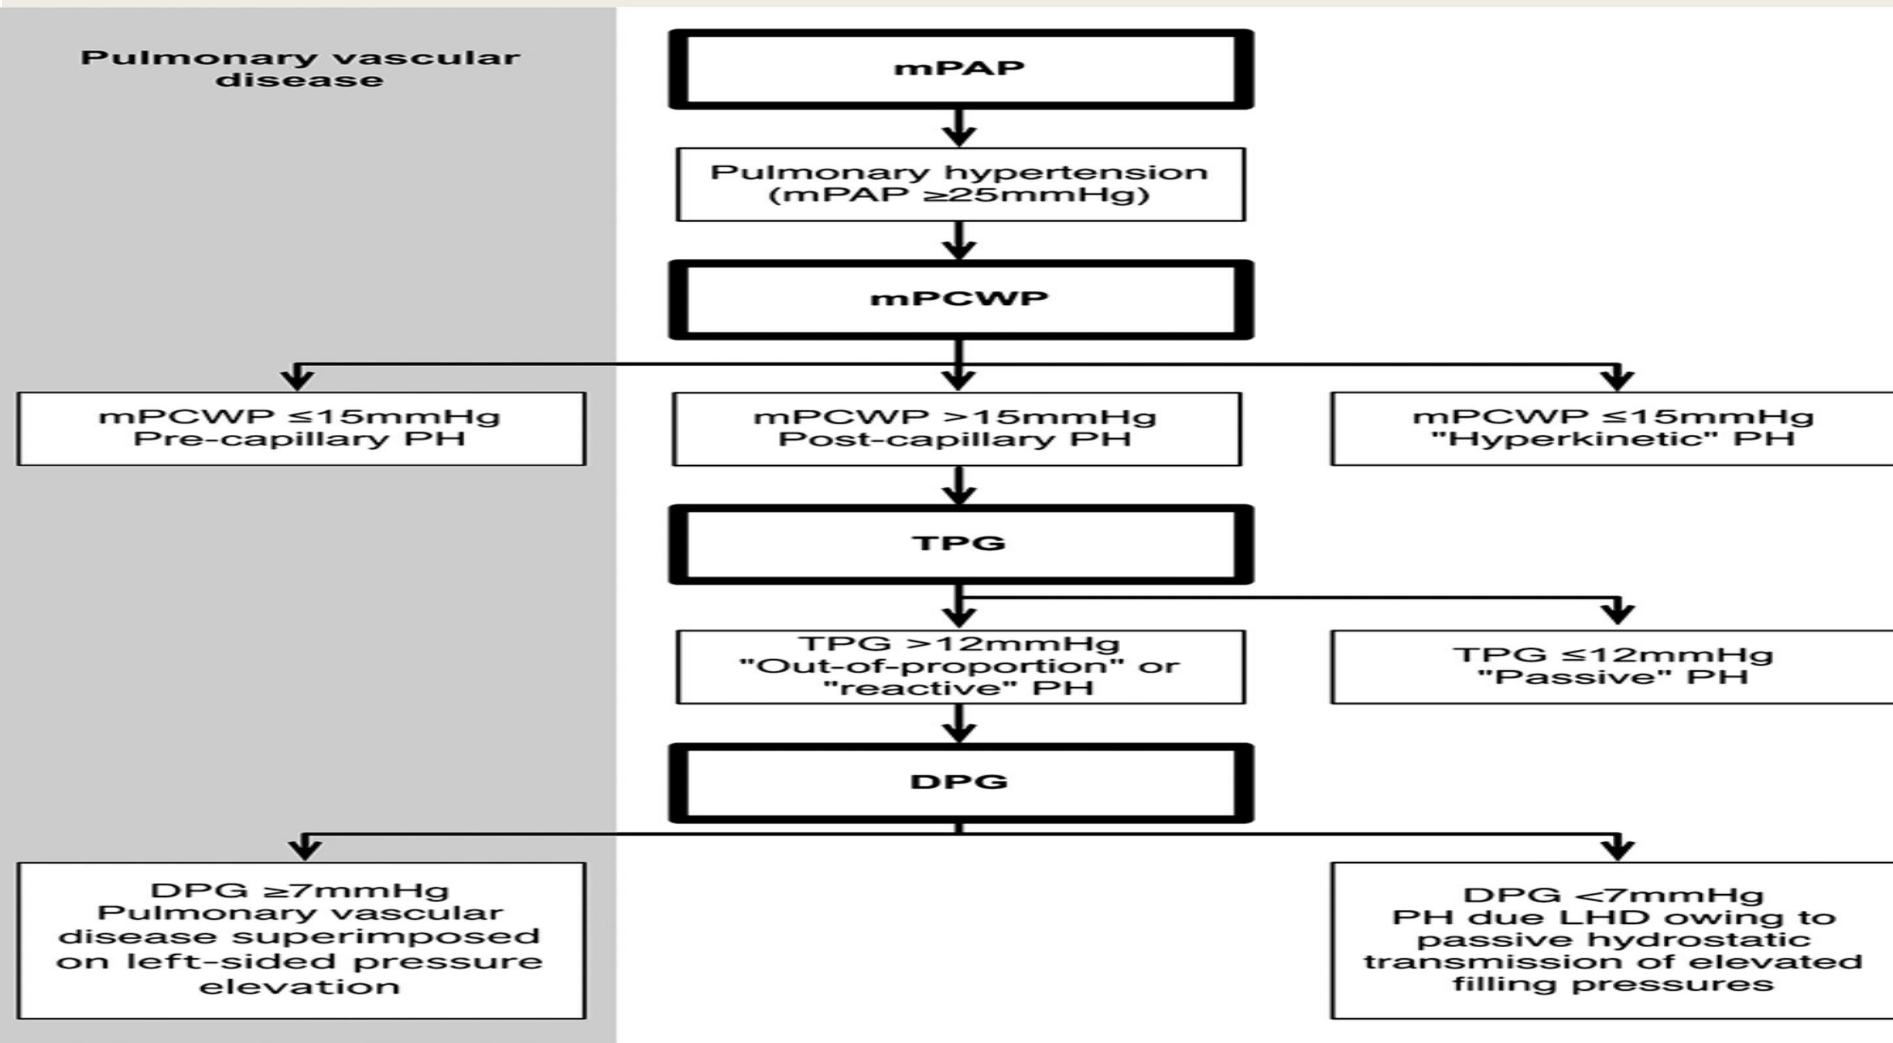 Pulmonary vascular
disease
mPAP
Pulmonary hypertension
(mPAP ≥25mmHg)
mPCWP
mPCWP ≤15mmHg
Pre-capillary PH
mPCWP >15mmHg
Post-capillary PH
mPCWP ≤15mmHg
"Hyperkinetic" PH
TPG
TPG >12mmHg
"Out-of-proportion" or
"reactive" PH
TPG ≤12mmHg
"Passive" PH
DPG
DPG ≥7mmHg
Pulmonary vascular
disease superimposed
on left-sided pressure
elevation
DPG <7mmHg
PH due LHD owing to
passive hydrostatic
transmission of elevated
filling pressures